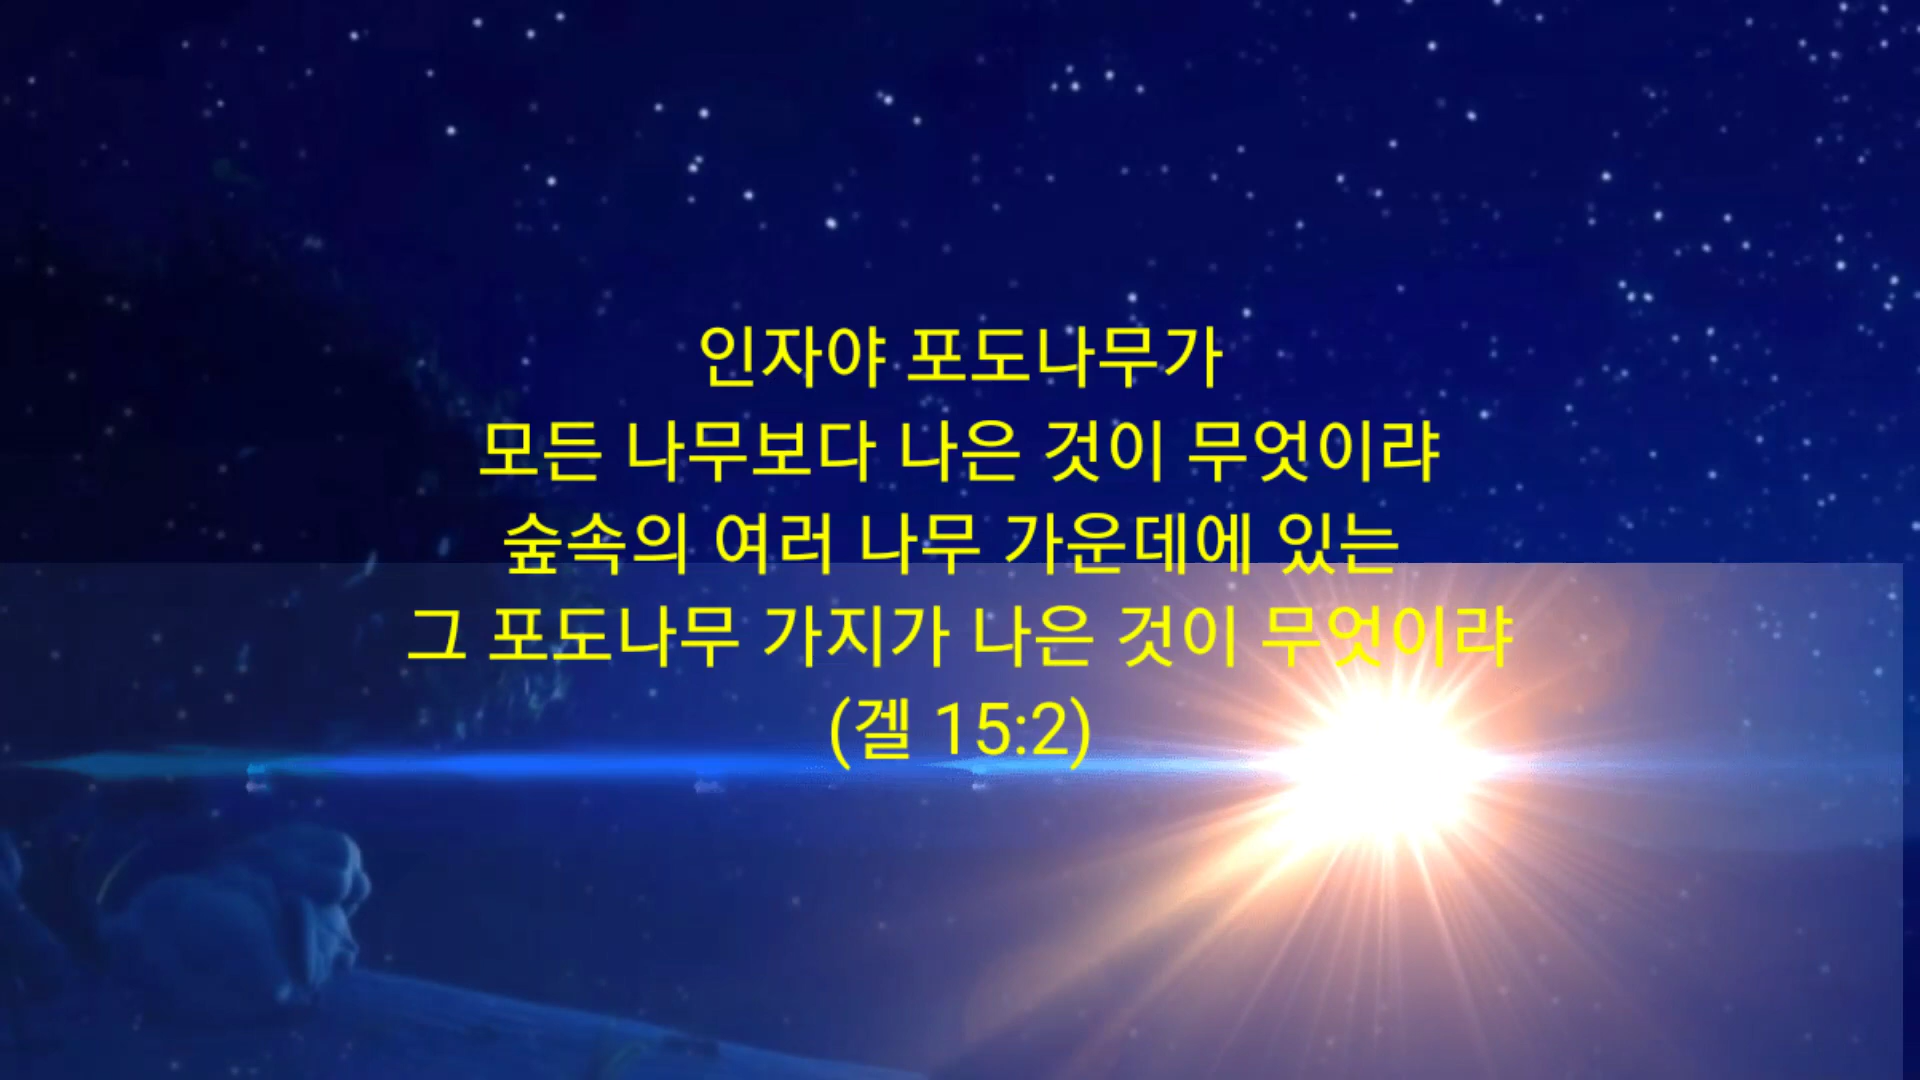 인자야 포도나무가
모든 나무보다 나은 것이 무엇이랴
숲속의 여러 나무 가운데에 있는
그 포도나무 가지가 나은 것이 무엇이랴
(겔 15:2)